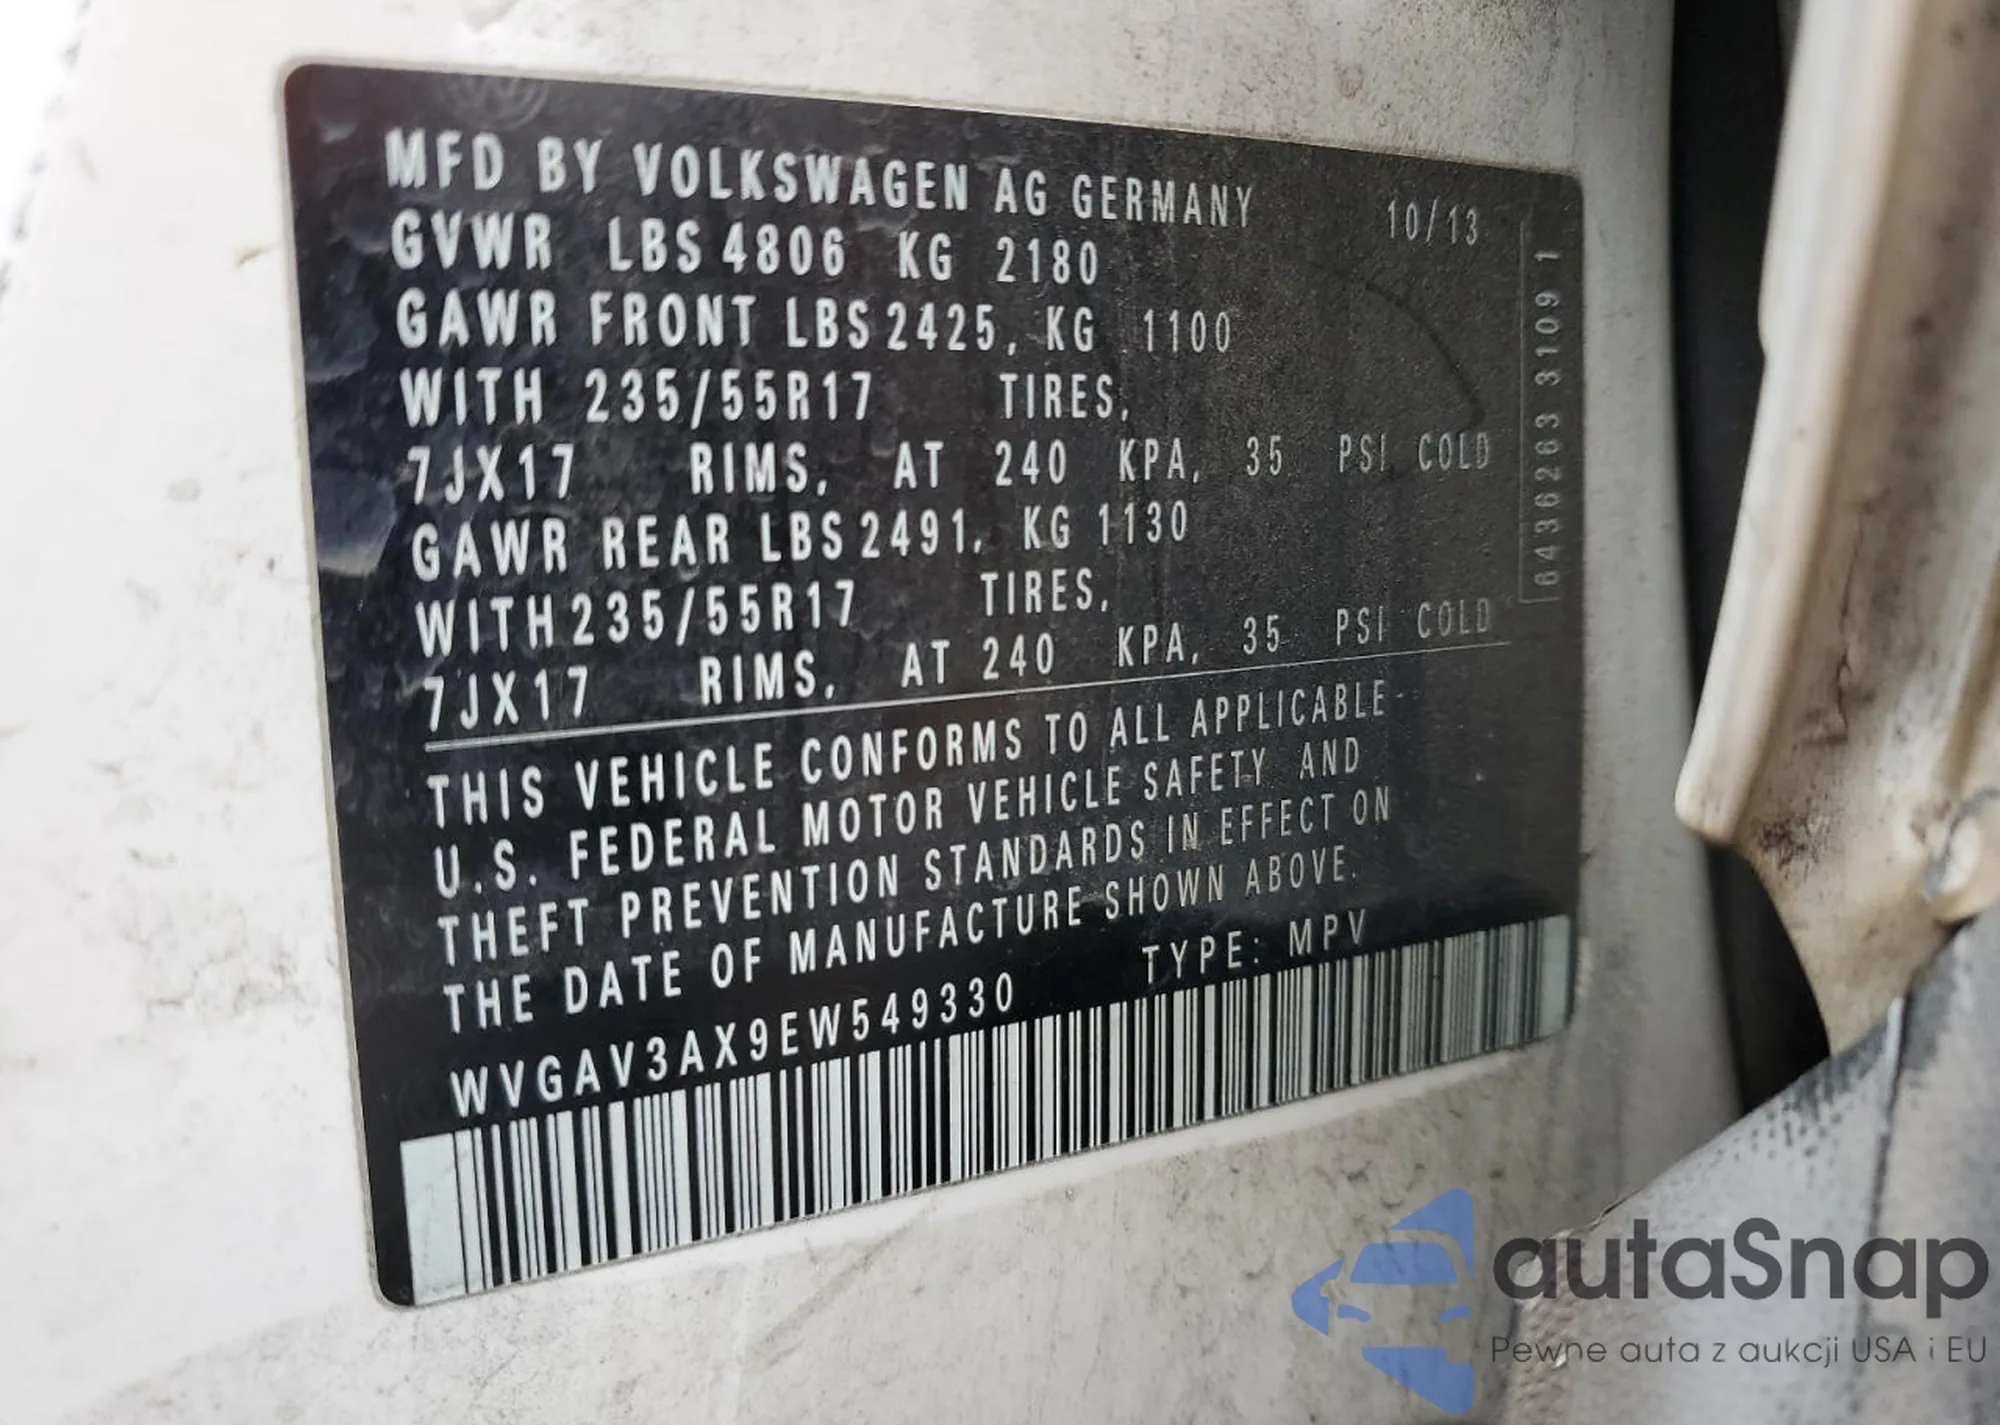 MFD BY VOLKSWAGEN AG GERMANY 10/13
GVWR LBS 4806 KG 2180
GAWR FRONT LBS 2425, KG 1100
WITH 235/55R17 TIRES,
7JX17 RIMS, AT 240 KPA, 35 PSI COLD
GAWR REAR LBS 2491, KG 1130
WITH 235/55R17 TIRES,
7JX17 RIMS, AT 240 KPA, 35 PSI COLD
6436263 3109 1
THIS VEHICLE CONFORMS TO ALL APPLICABLE
U.S. FEDERAL MOTOR VEHICLE SAFETY AND
THEFT PREVENTION STANDARDS IN EFFECT ON
THE DATE OF MANUFACTURE SHOWN ABOVE.
WVGAV3AX9EW549330 TYPE: MPV
autaSnap
Pewne auta z aukcji USA i EU